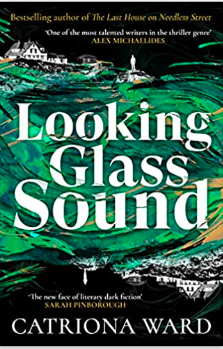 Bestselling author of The Last House on Needless Street
'One of the most talented writers in the thriller genre'
ALEX MICHAELIDES
Looking
Glass
Sound
'The new face of literary dark fiction'
SARAH PINBOROUGH
CATRIONA WARD